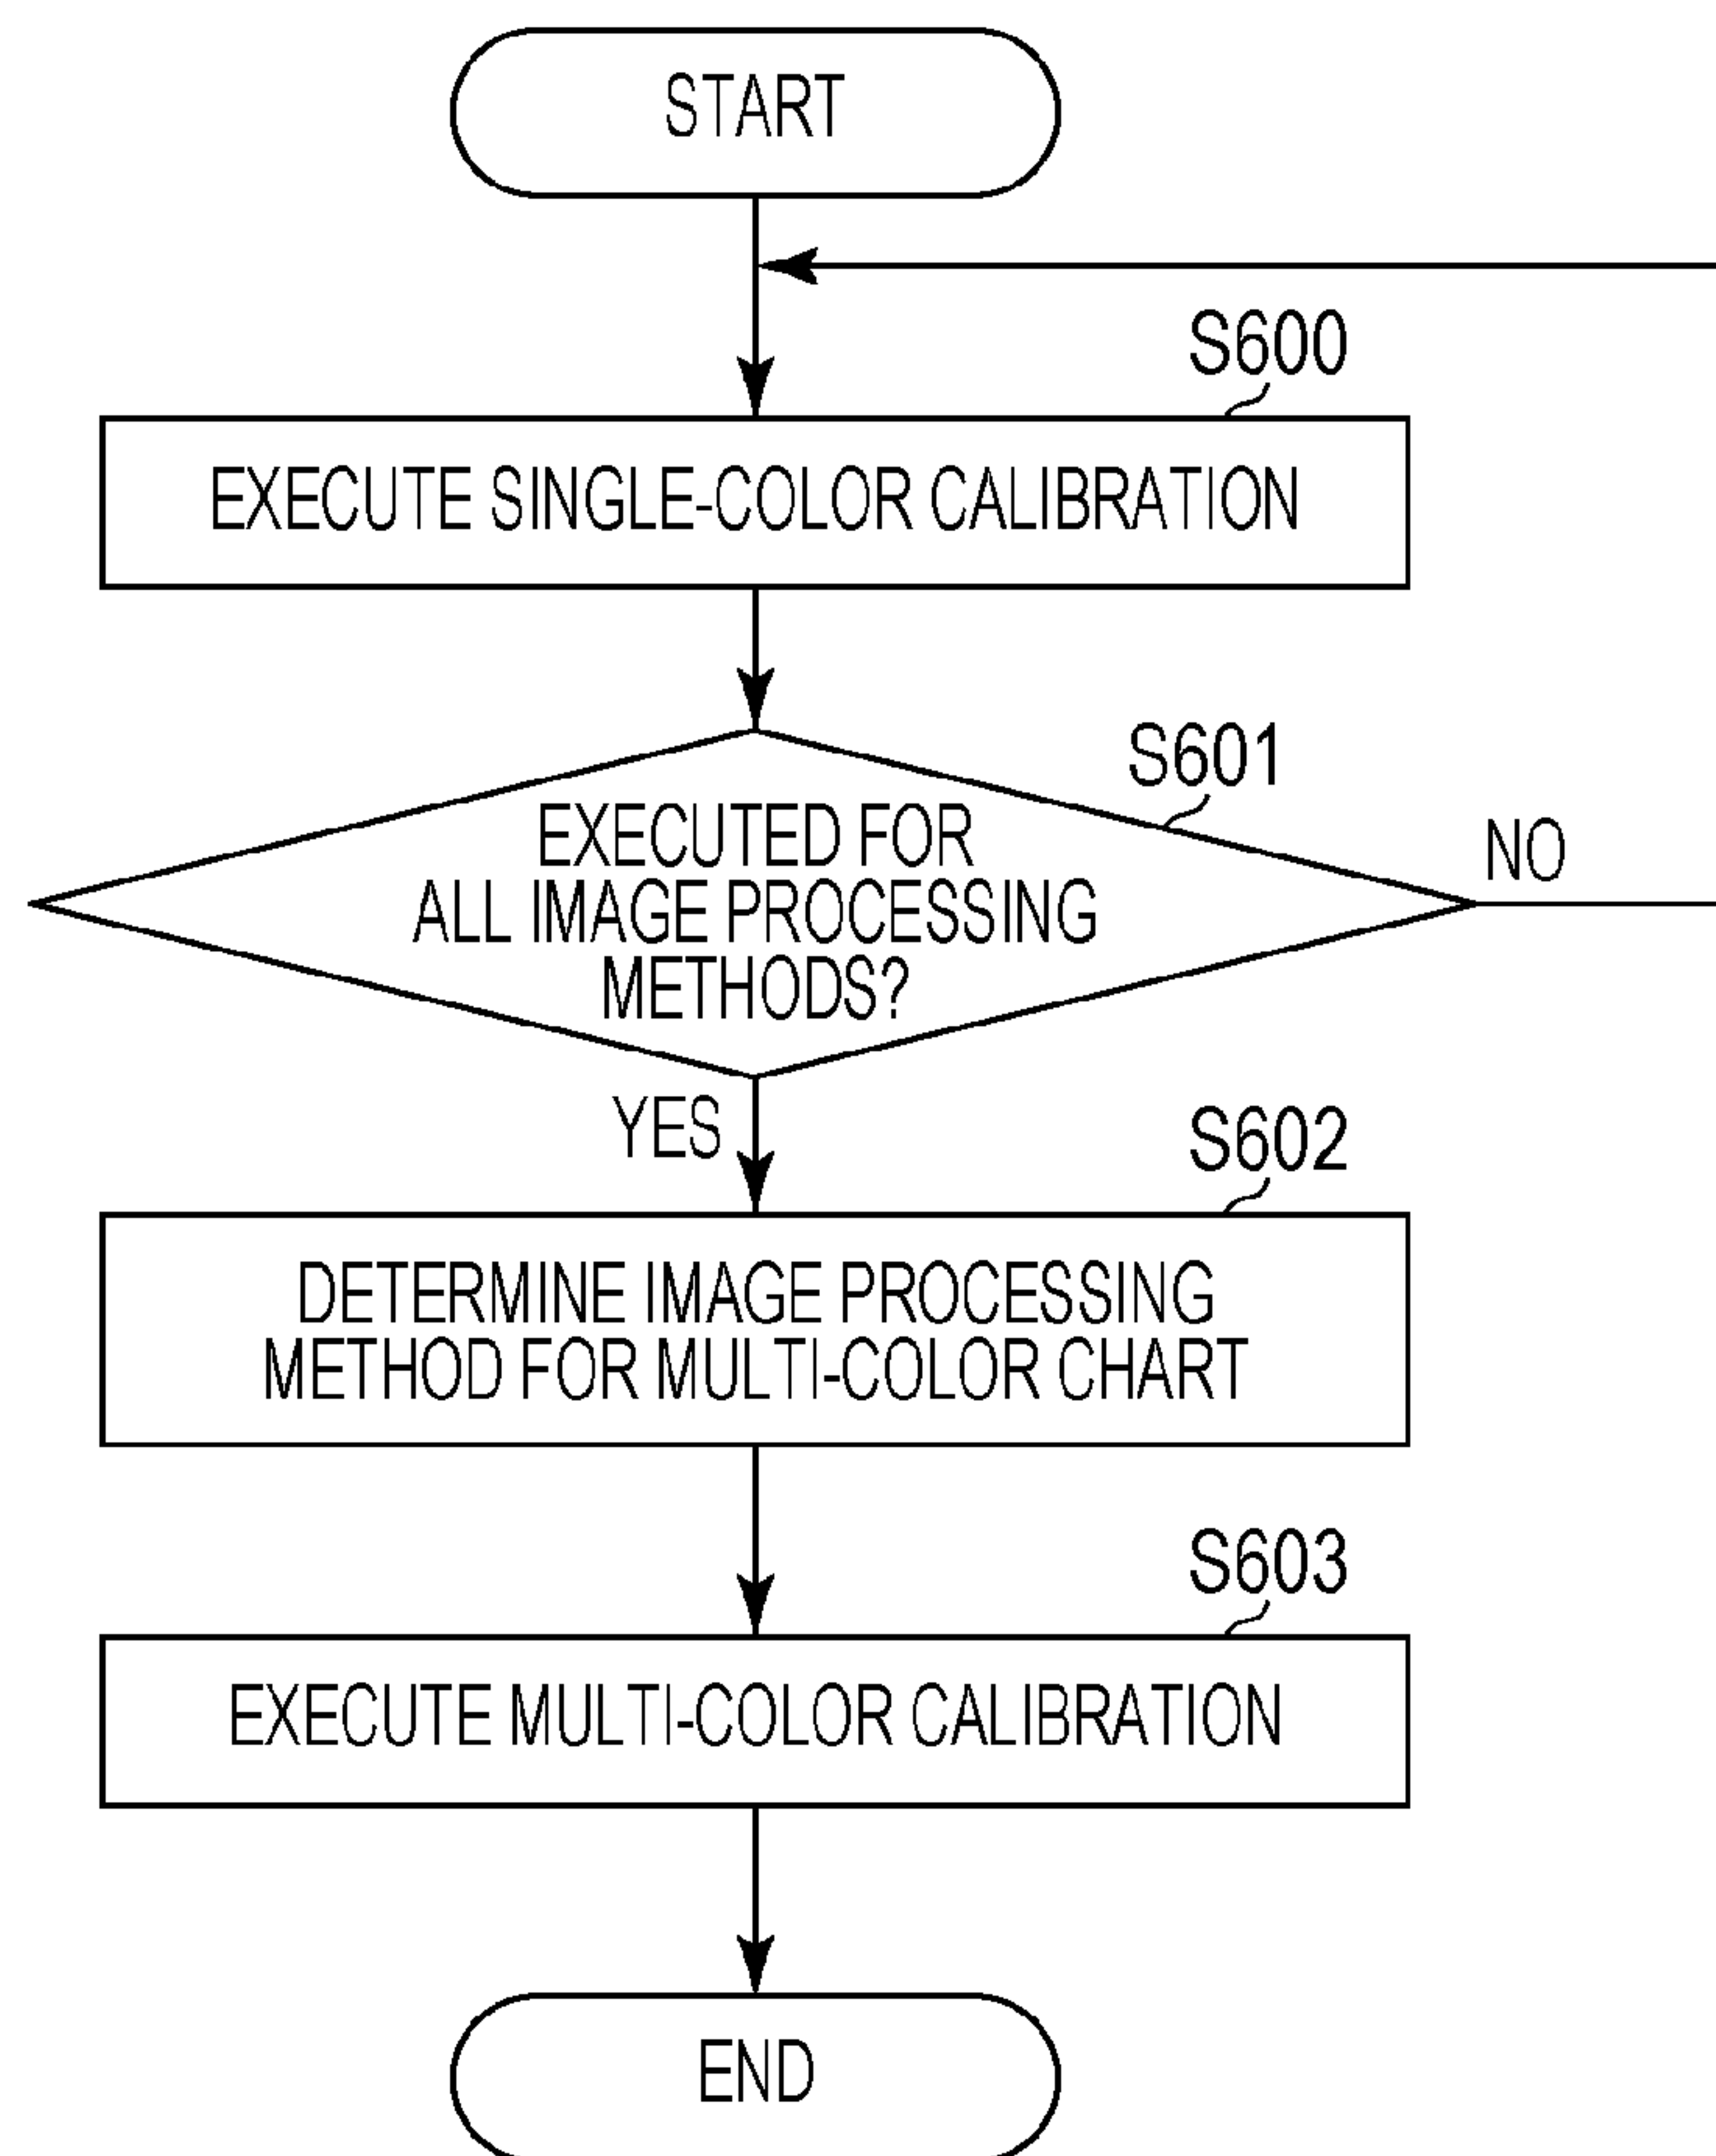 START
S600
EXECUTE SINGLE-COLOR CALIBRATION
S601
EXECUTED FOR
ALL IMAGE PROCESSING
METHODS?
NO
YES
S602
DETERMINE IMAGE PROCESSING
METHOD FOR MULTI-COLOR CHART
S603
EXECUTE MULTI-COLOR CALIBRATION
END